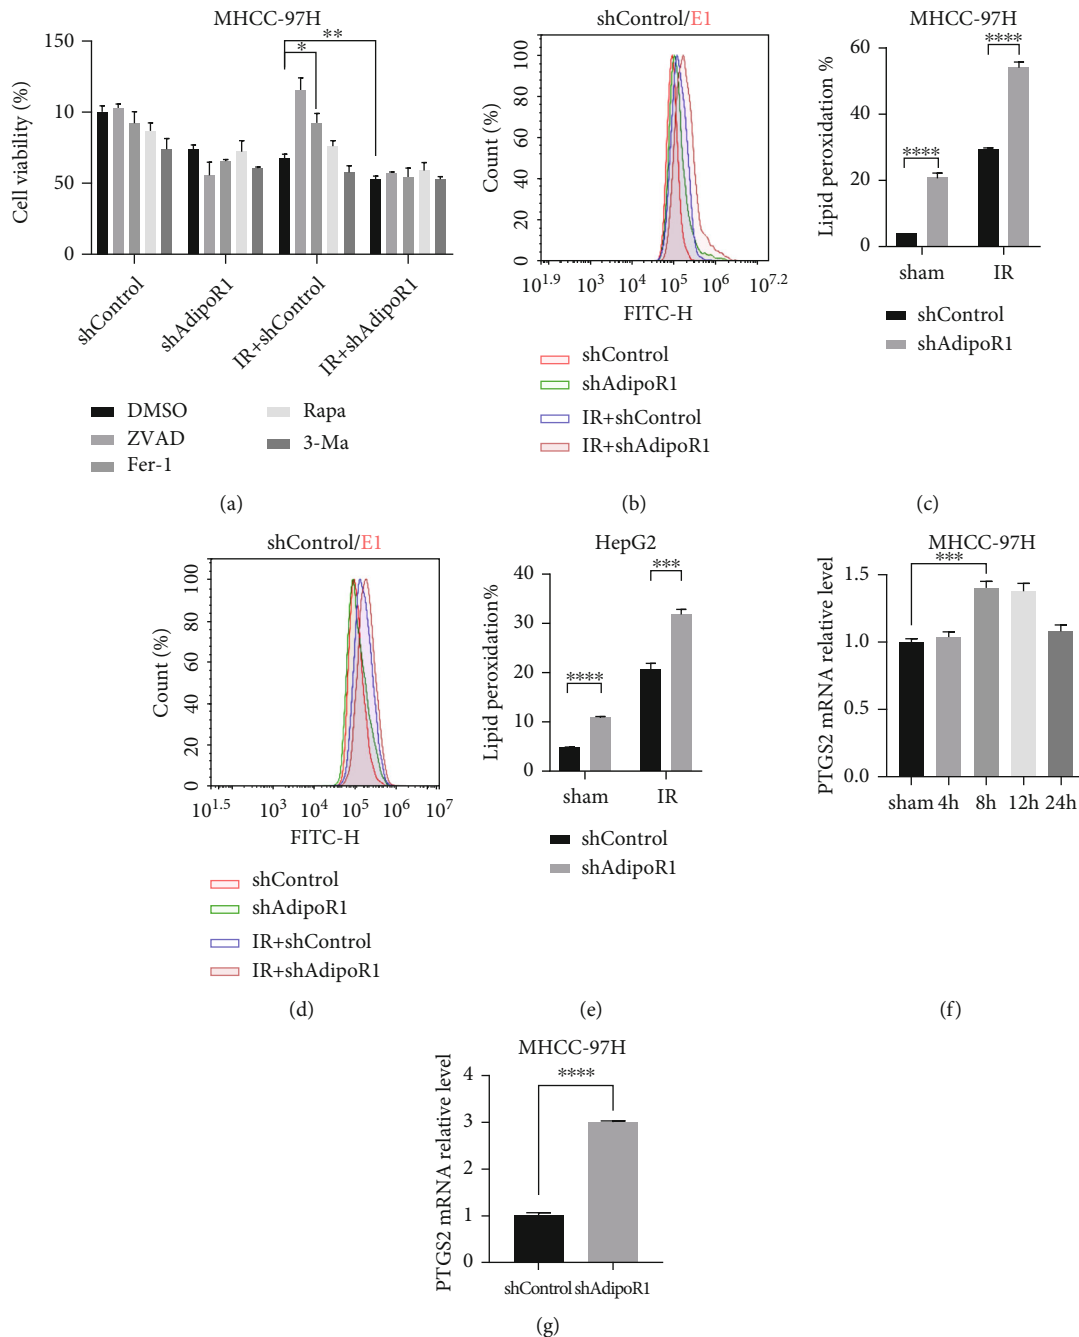 MHCC-97H
Cell viability (%)
150
10
100
50
0
*
**
shControl
shAdipoR1
IR+shControl
IR+shAdipoR1
DMSO
ZVAD
Fer-1
Rapa
3-Ma
(a)
shControl/E1
Count (%)
100
80
60
40
20
0
10^1.9 10^3 10^4 10^5 10^6 10^7.2
FITC-H
shControl
shAdipoR1
IR+shControl
IR+shAdipoR1
(b)
MHCC-97H
Lipid peroxidation %
60
40
20
0
****
****
sham IR
shControl
shAdipoR1
(c)
shControl/E1
Count (%)
100
80
60
40
20
0
10^1.5 10^3 10^4 10^5 10^6 10^7
FITC-H
shControl
shAdipoR1
IR+shControl
IR+shAdipoR1
(d)
HepG2
Lipid peroxidation%
40
30
20
10
0
****
***
sham IR
shControl
shAdipoR1
(e)
MHCC-97H
PTGS2 mRNA relative level
1.5
1.0
0.5
0.0
***
sham 4h 8h 12h 24h
(f)
MHCC-97H
PTGS2 mRNA relative level
4
3
2
1
0
****
shControl shAdipoR1
(g)